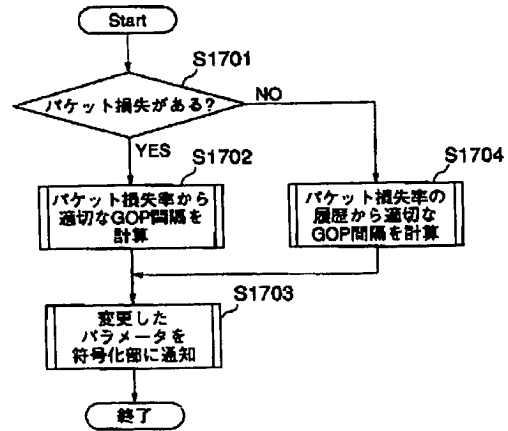 Start
S1701
パケット損失がある?
NO
YES
S1702
パケット損失率から
適切なGOP間隔を
計算
S1704
パケット損失率の
履歴から適切な
GOP間隔を計算
S1703
変更した
パラメータを
符号化部に通知
終了